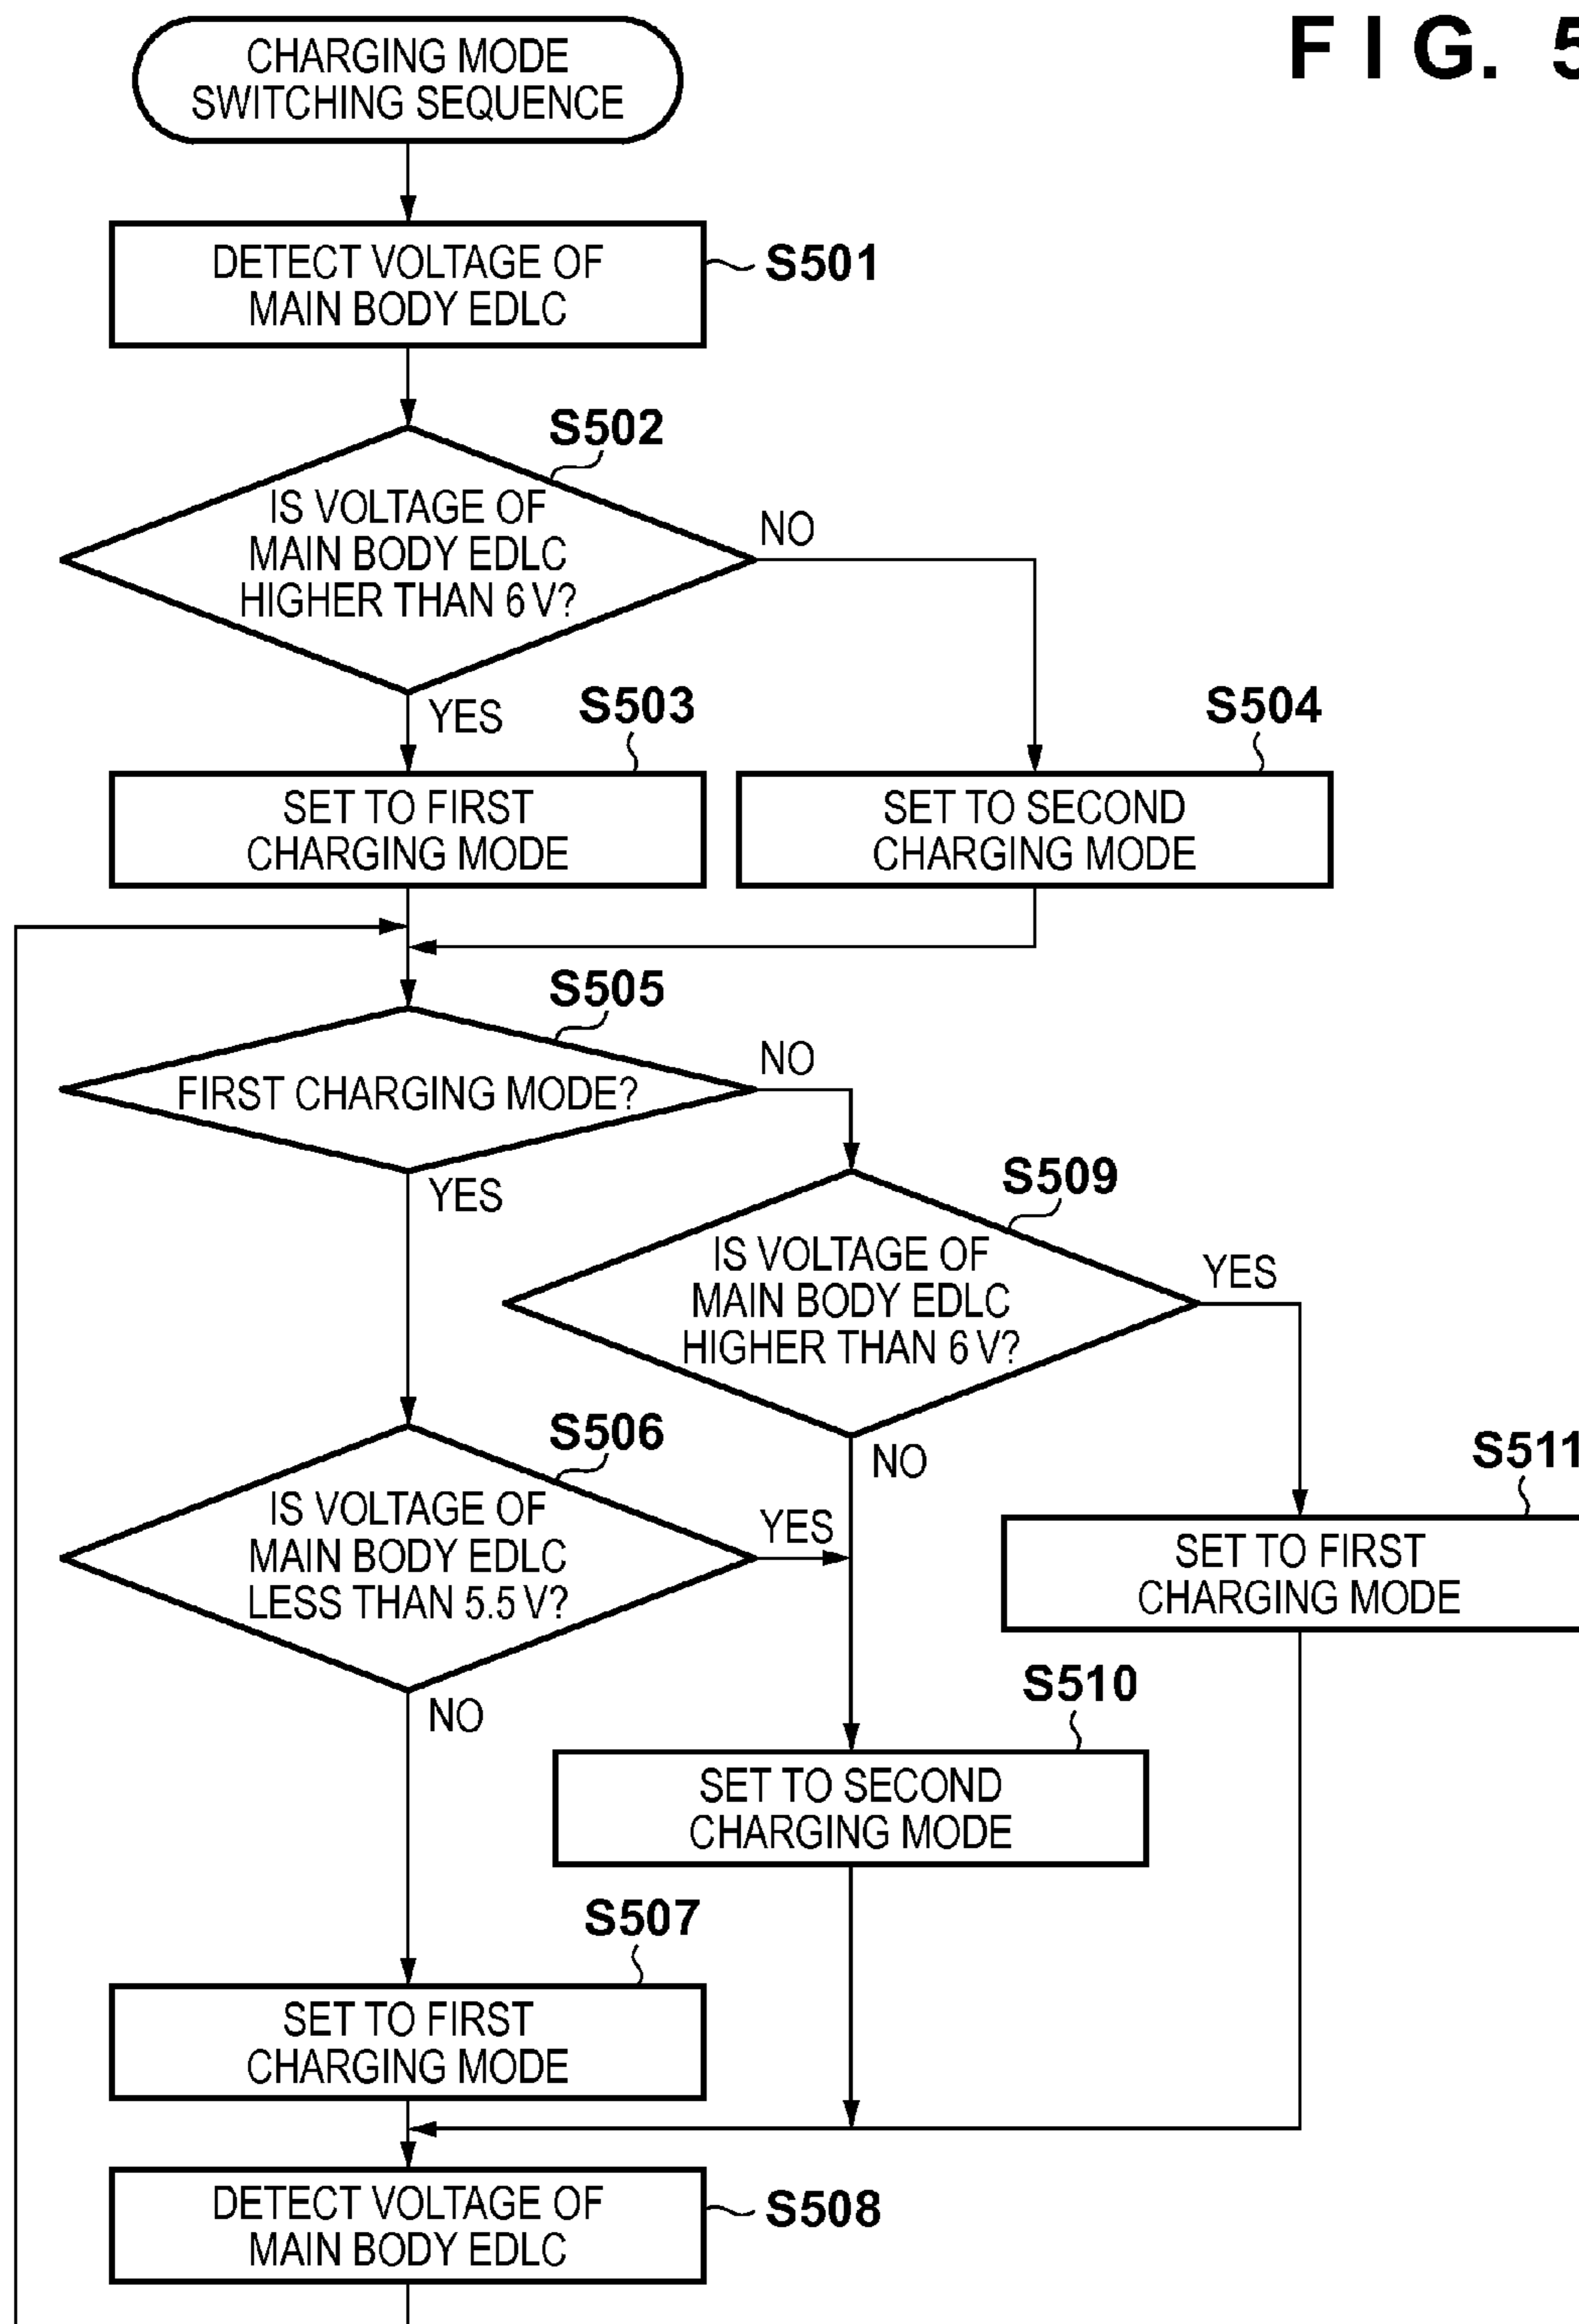 FIG. 5
CHARGING MODE
SWITCHING SEQUENCE
DETECT VOLTAGE OF
MAIN BODY EDLC
S501
S502
IS VOLTAGE OF
MAIN BODY EDLC
HIGHER THAN 6 V?
NO
YES
S503
S504
SET TO FIRST
CHARGING MODE
SET TO SECOND
CHARGING MODE
S505
FIRST CHARGING MODE?
NO
YES
S509
IS VOLTAGE OF
MAIN BODY EDLC
HIGHER THAN 6 V?
YES
NO
S506
IS VOLTAGE OF
MAIN BODY EDLC
LESS THAN 5.5 V?
YES
NO
S511
SET TO FIRST
CHARGING MODE
S510
SET TO SECOND
CHARGING MODE
S507
SET TO FIRST
CHARGING MODE
DETECT VOLTAGE OF
MAIN BODY EDLC
S508